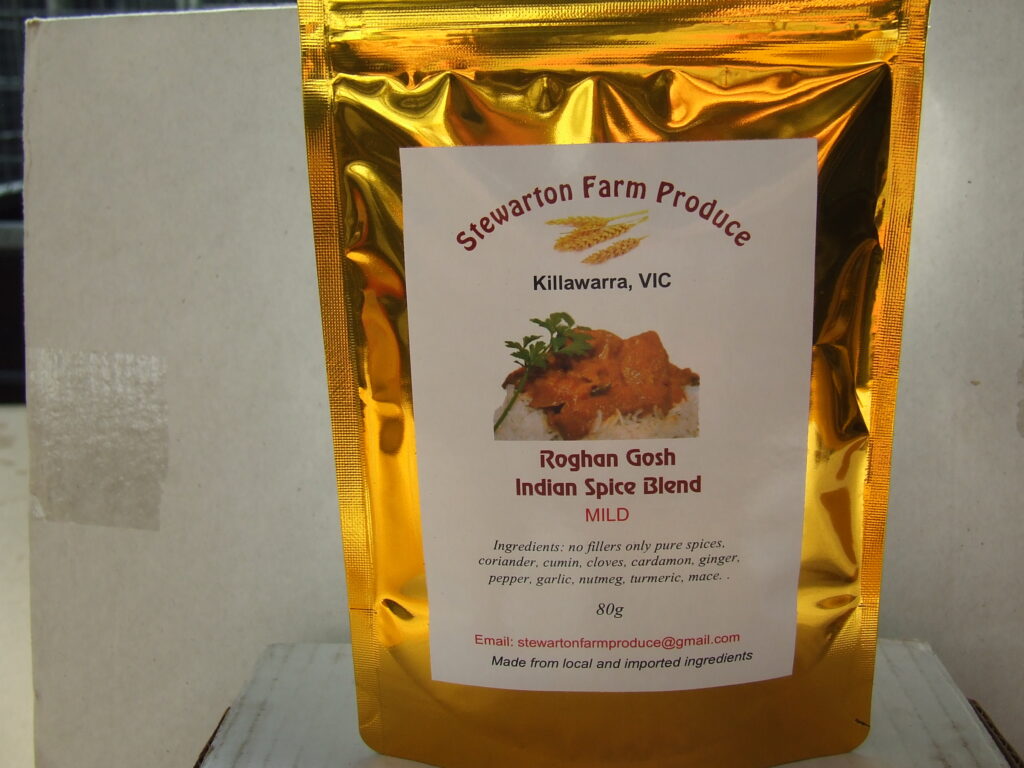 Stewarton Farm Produce
Killawarra, VIC
Roghan Gosh
Indian Spice Blend
MILD
Ingredients: no fillers only pure spices,
coriander, cumin, cloves, cardamon, ginger,
pepper, garlic, nutmeg, turmeric, mace. .
80g
Email: stewartonfarmproduce@gmail.com
Made from local and imported ingredients